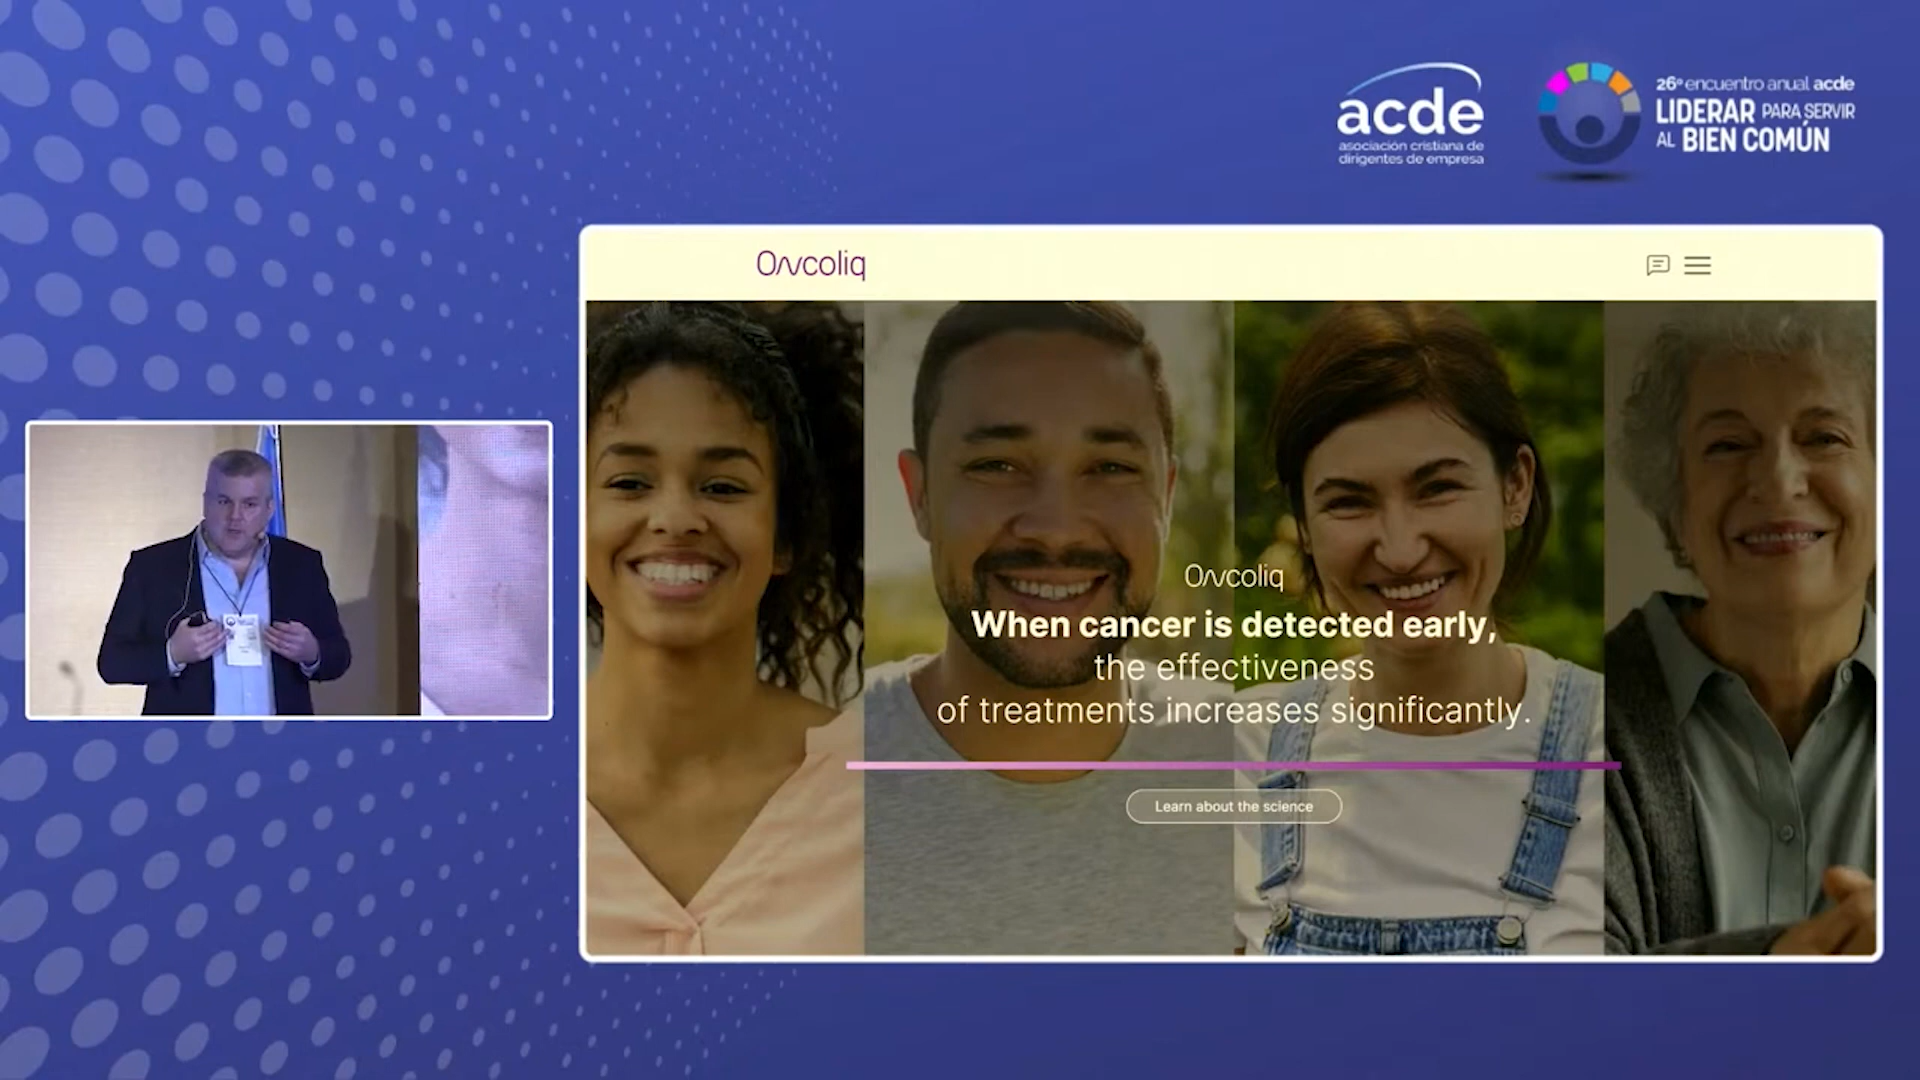 acde
asociación cristiana de
dirigentes de empresa
26º encuentro anual acde
LIDERAR PARA SERVIR
AL BIEN COMÚN
Oncoliq
Oncoliq
When cancer is detected early,
the effectiveness
of treatments increases significantly.
Learn about the science